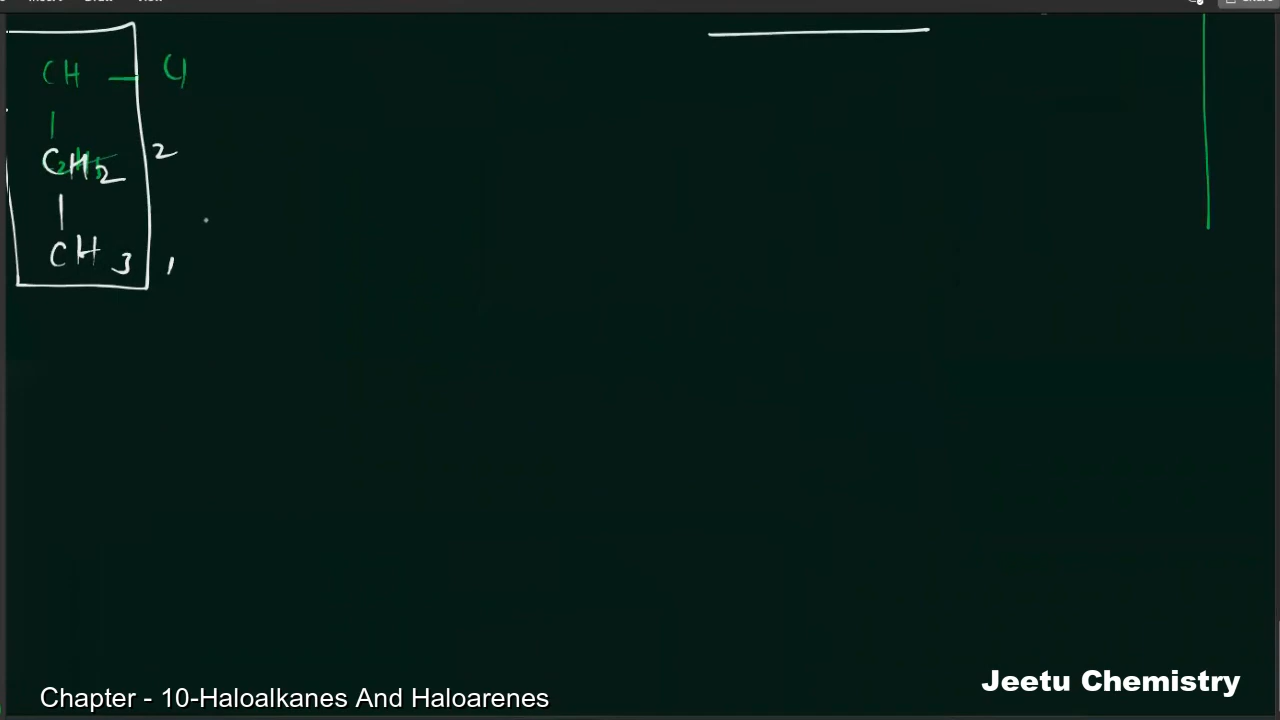 CH — Cl
|
CH2 2
|
CH3 1
Chapter - 10-Haloalkanes And Haloarenes
Jeetu Chemistry